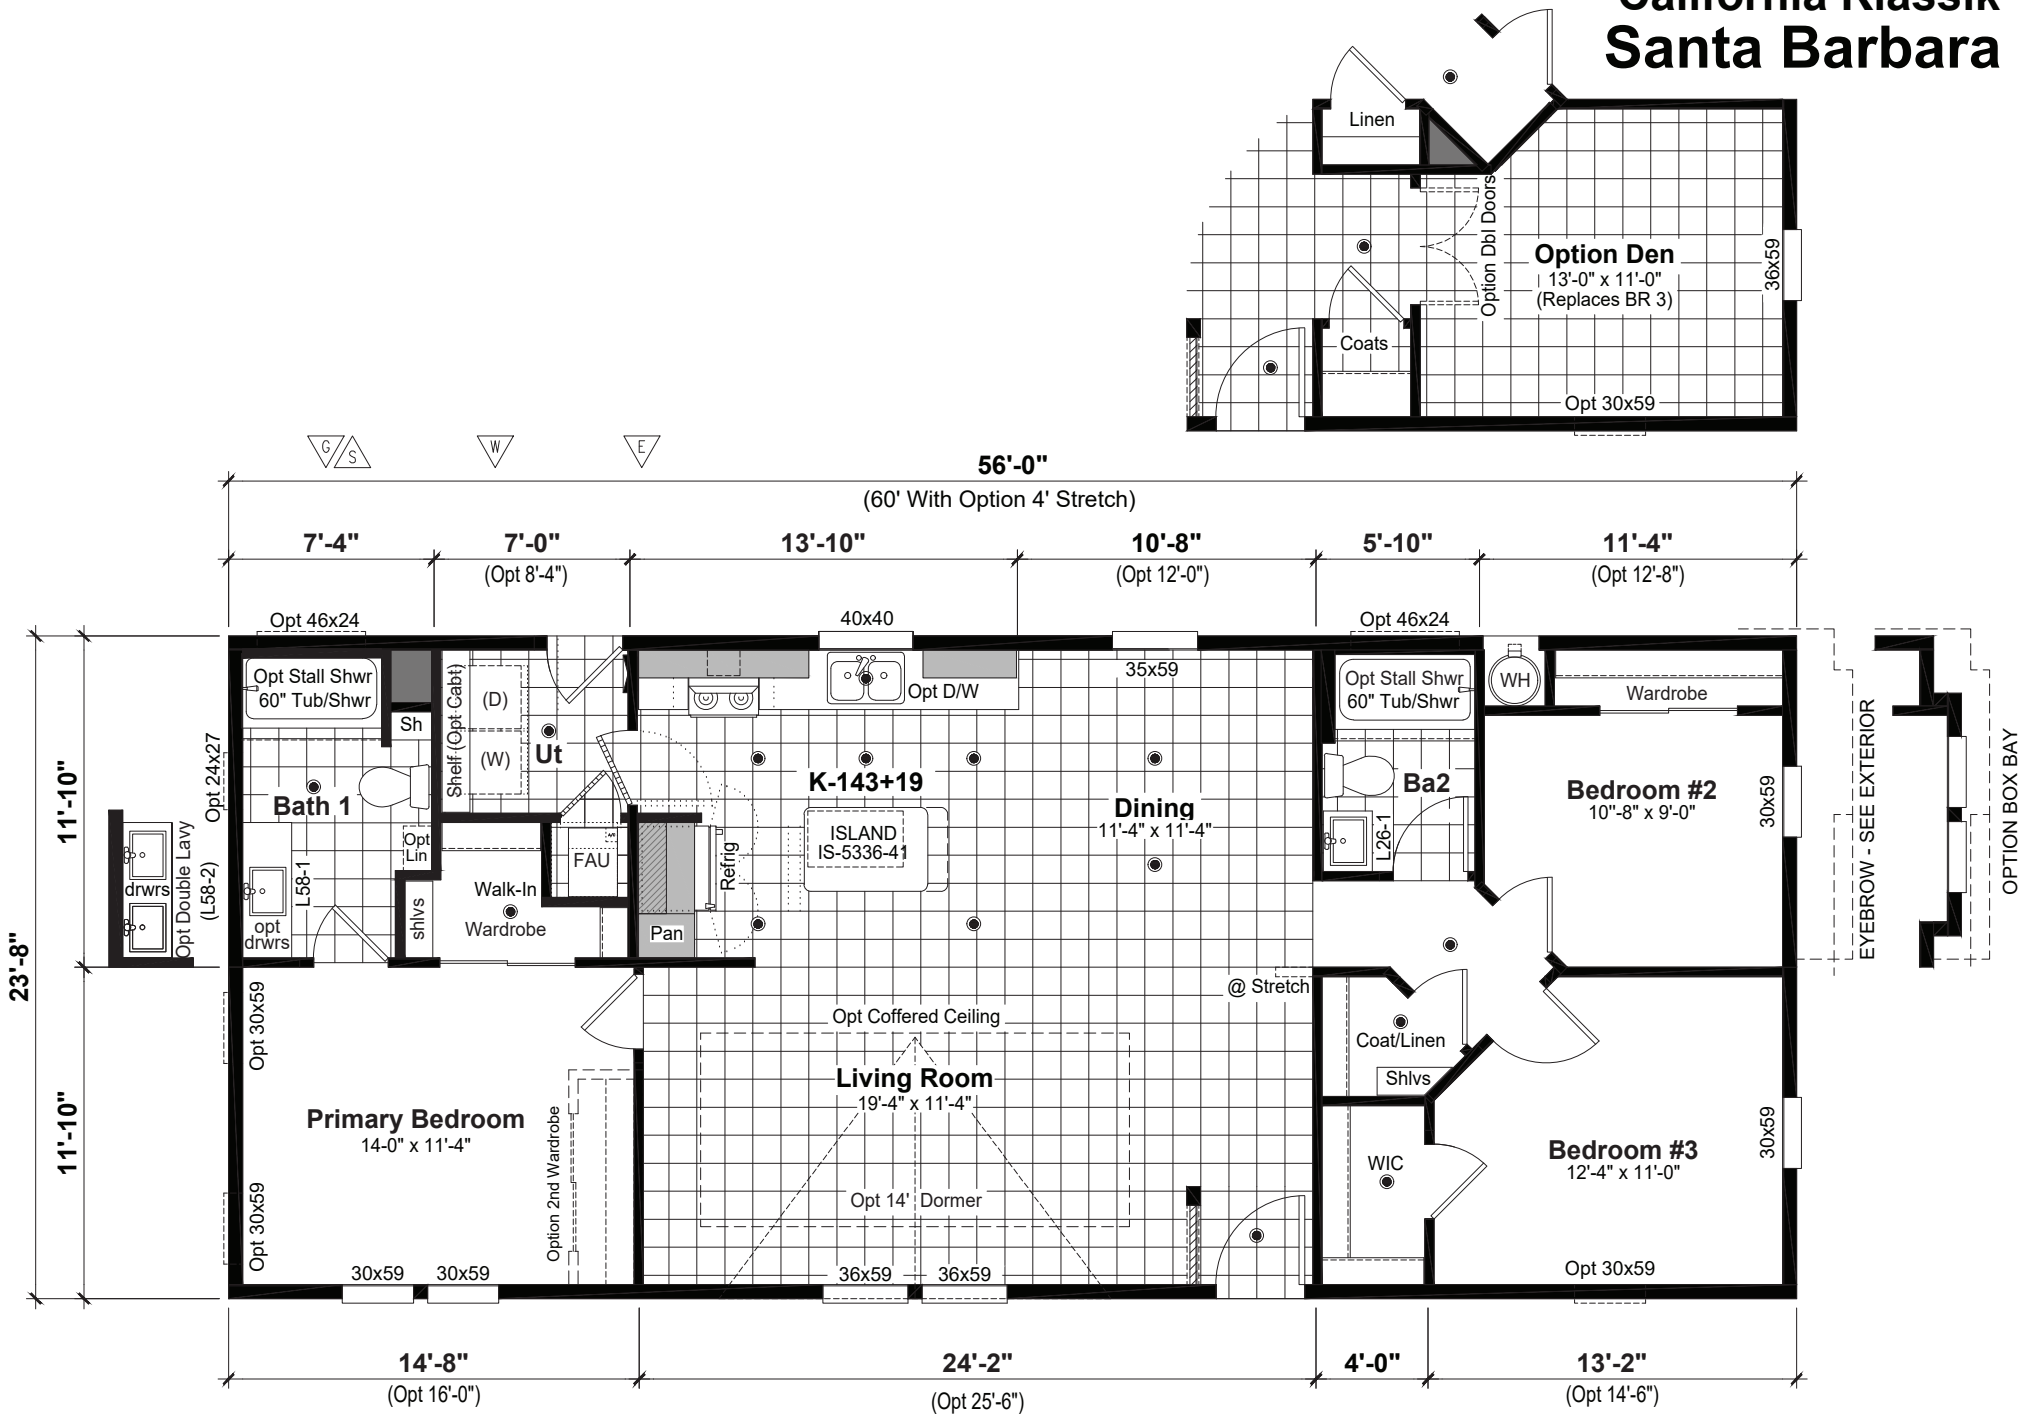 California Klassik
Santa Barbara
Linen
Option Dbl Doors
Option Den
13'-0" x 11'-0"
(Replaces BR 3)
36x59
Coats
Opt 30x59
G
S
W
E
56'-0"
(60' With Option 4' Stretch)
7'-4"
7'-0"
13'-10"
10'-8"
5'-10"
11'-4"
(Opt 8'-4")
(Opt 12'-0")
(Opt 12'-8")
Opt 46x24
40x40
Opt 46x24
35x59
Opt Stall Shwr
60" Tub/Shwr
Sh
Shelf (Opt Cabt)
(D)
(W)
Ut
Opt D/W
Opt Stall Shwr
60" Tub/Shwr
WH
Wardrobe
Opt 24x27
Bath 1
K-143+19
Dining
11'-4" x 11'-4"
Ba2
Bedroom #2
10"-8" x 9'-0"
30x59
EYEBROW - SEE EXTERIOR
OPTION BOX BAY
11'-10"
23'-8"
11'-10"
drwrs
Opt Double Lavy
(L58-2)
L58-1
opt
drwrs
Opt
Lin
shlvs
Walk-In
Wardrobe
FAU
Refrig
Pan
ISLAND
IS-5336-41
L26-1
@ Stretch
Opt 30x59
Opt Coffered Ceiling
Living Room
19'-4" x 11'-4"
Opt 14' Dormer
Coat/Linen
Shlvs
Primary Bedroom
14-0" x 11'-4"
Option 2nd Wardrobe
WIC
Bedroom #3
12'-4" x 11'-0"
30x59
Opt 30x59
30x59
30x59
36x59
36x59
Opt 30x59
14'-8"
24'-2"
4'-0"
13'-2"
(Opt 16'-0")
(Opt 25'-6")
(Opt 14'-6")